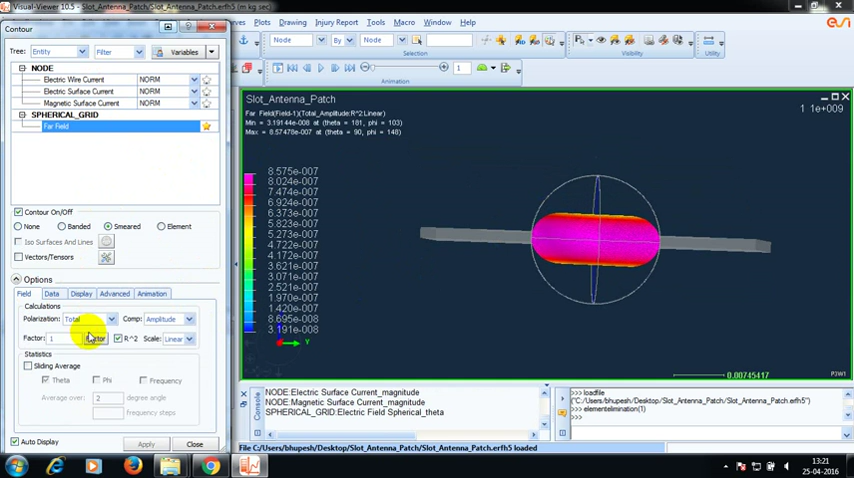 Visual-Viewer 10.5 - Slot_Antenna_Patch/Slot_Antenna_Patch.erfh5 (m kg sec
Contour
Plots Drawing Injury Report Tools Macro Window Help
Tree: Entity Filter Variables
Node By Node
Selection
Visibility
1
Animation
NODE
Electric Wire Current NORM
Electric Surface Current NORM
Magnetic Surface Current NORM
SPHERICAL_GRID
Far Field
Contour On/Off
None Banded Smeared Element
Iso Surfaces And Lines
Vectors/Tensors
Options
Field Data Display Advanced Animation
Calculations
Polarization: Total Comp: Amplitude
Factor: 1 R^2 Scale: Linear
Statistics
Sliding Average
Theta Phi Frequency
Average over: 2 degree angle
frequency steps
Auto Display Apply Close
esi
Slot_Antenna_Patch
Far Field(Field-1)(Total_Amplitude:R^2:Linear)
Min = 3.19144e-008 at (theta = 181, phi = 103)
Max = 8.57478e-007 at (theta = 90, phi = 148)
1 1e+009
8.575e-007
8.024e-007
7.474e-007
6.924e-007
6.373e-007
5.823e-007
5.273e-007
4.722e-007
4.172e-007
3.621e-007
3.071e-007
2.521e-007
1.970e-007
1.420e-007
8.695e-008
3.191e-008
Y
0.00745417
P3W1
Console
NODE:Electric Surface Current_magnitude
NODE:Magnetic Surface Current_magnitude
SPHERICAL_GRID:Electric Field Spherical_theta
>>> loadfile
("C:/Users/bhupesh/Desktop/Slot_Antenna_Patch/Slot_Antenna_Patch.erfh5")
>>> elementelimination(1)
>>>
File C:/Users/bhupesh/Desktop/Slot_Antenna_Patch/Slot_Antenna_Patch.erfh5 loaded
13:21
25-04-2016